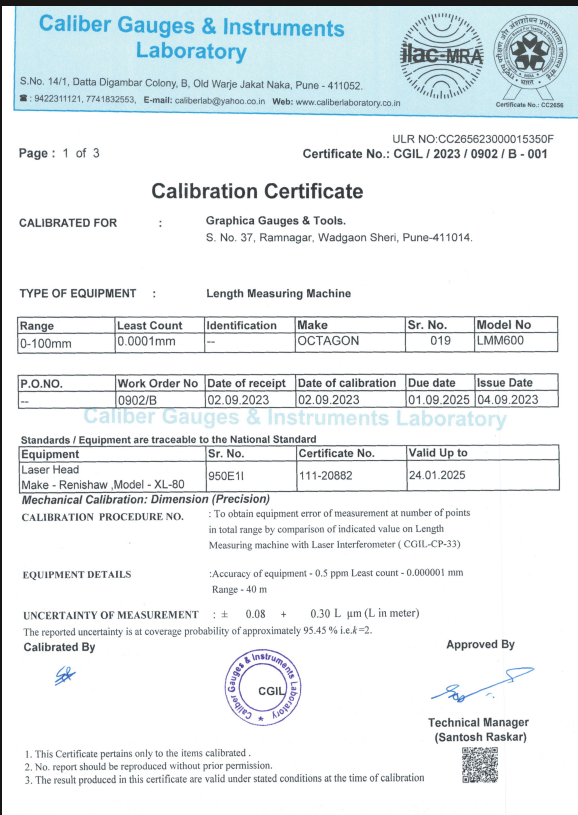 Caliber Gauges & Instruments
Laboratory
S.No. 14/1, Datta Digambar Colony, B, Old Warje Jakat Naka, Pune - 411052.
☎ : 9422311121, 7741832553, E-mail: caliberlab@yahoo.co.in Web: www.caliberlaboratory.co.in
ilac-MRA
Certificate No.: CC2656
ULR NO:CC265623000015350F
Page : 1 of 3
Certificate No.: CGIL / 2023 / 0902 / B - 001
Calibration Certificate
CALIBRATED FOR : Graphica Gauges & Tools.
S. No. 37, Ramnagar, Wadgaon Sheri, Pune-411014.
TYPE OF EQUIPMENT : Length Measuring Machine
Range Least Count Identification Make Sr. No. Model No
0-100mm 0.0001mm -- OCTAGON 019 LMM600
P.O.NO. Work Order No Date of receipt Date of calibration Due date Issue Date
-- 0902/B 02.09.2023 02.09.2023 01.09.2025 04.09.2023
Caliber Gauges & Instruments Laboratory
Standards / Equipment are traceable to the National Standard
Equipment Sr. No. Certificate No. Valid Up to
Laser Head
Make - Renishaw ,Model - XL-80 950E1I 111-20882 24.01.2025
Mechanical Calibration: Dimension (Precision)
CALIBRATION PROCEDURE NO. : To obtain equipment error of measurement at number of points
in total range by comparison of indicated value on Length
Measuring machine with Laser Interferometer ( CGIL-CP-33)
EQUIPMENT DETAILS :Accuracy of equipment - 0.5 ppm Least count - 0.000001 mm
Range - 40 m
UNCERTAINTY OF MEASUREMENT : ± 0.08 + 0.30 L µm (L in meter)
The reported uncertainty is at coverage probability of approximately 95.45 % i.e.k=2.
Calibrated By
Approved By
Caliber Gauges & Instruments Laboratory
CGIL
Technical Manager
(Santosh Raskar)
1. This Certificate pertains only to the items calibrated .
2. No. report should be reproduced without prior permission.
3. The result produced in this certificate are valid under stated conditions at the time of calibration